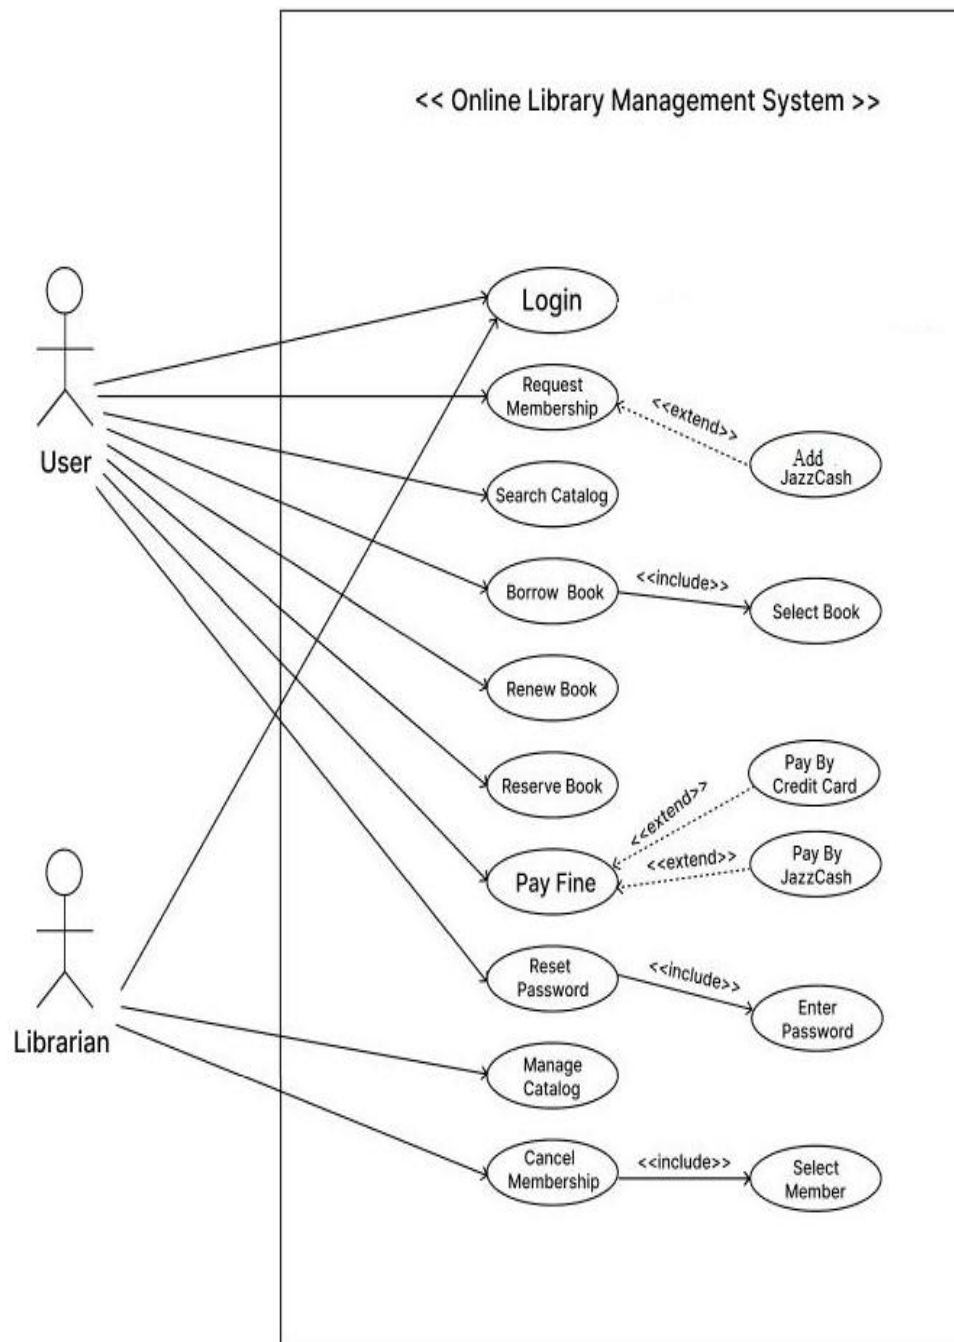 << Online Library Management System >>
Login
Request
Membership
<<extend>>
Add
JazzCash
User
Search Catalog
Borrow Book
<<include>>
Select Book
Renew Book
Reserve Book
Pay By
Credit Card
<<extend>>
Pay Fine
<<extend>>
Pay By
JazzCash
Reset
Password
<<include>>
Enter
Password
Librarian
Manage
Catalog
Cancel
Membership
<<include>>
Select
Member